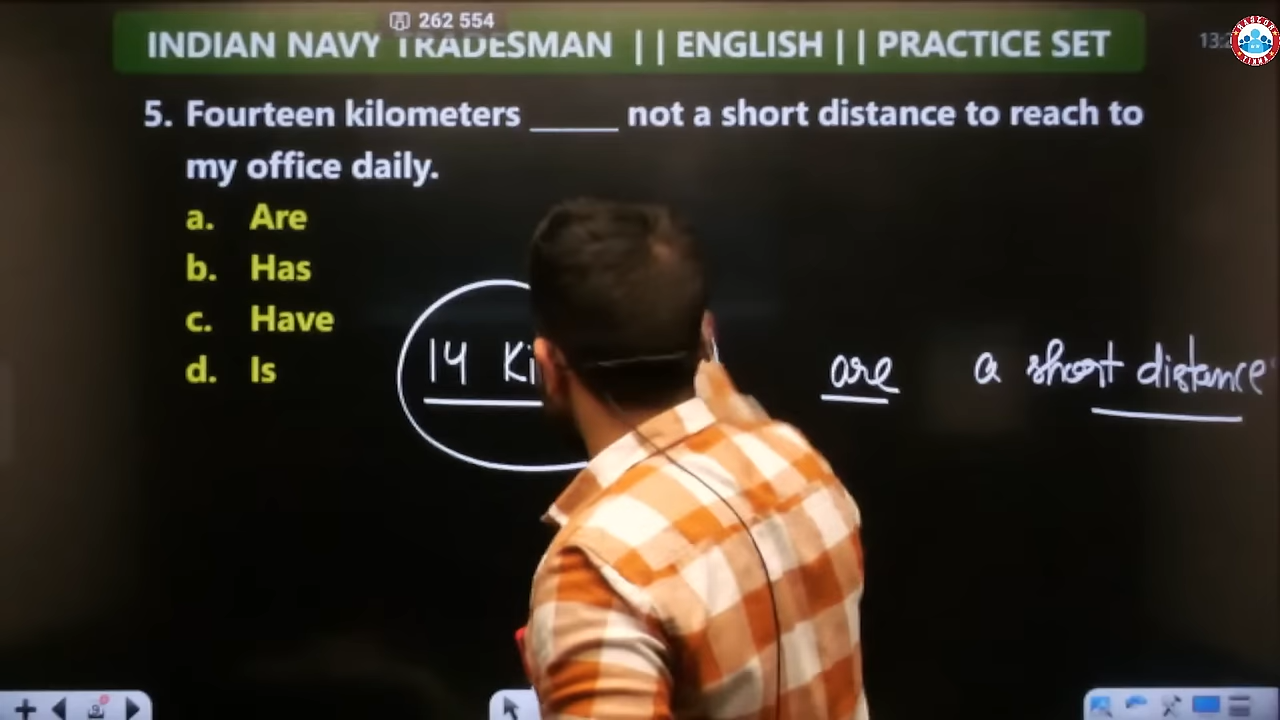 262 554
INDIAN NAVY TRADESMAN || ENGLISH || PRACTICE SET
5. Fourteen kilometers _____ not a short distance to reach to
my office daily.
a. Are
b. Has
c. Have
d. Is
14 Ki
are a short distance